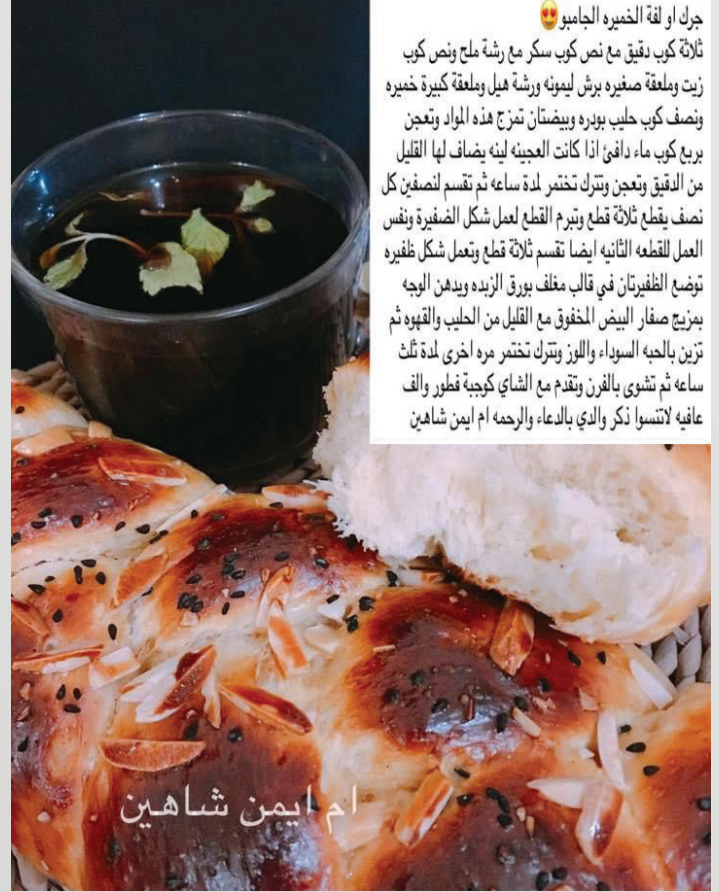 جرك او لفة الخميره الجامبو😍
ثلاثة كوب دقيق مع نص كوب سكر مع رشة ملح ونص كوب
زيت وملعقة صغيره برش ليمونه ورشة هيل وملعقة كبيرة خميره
ونصف كوب حليب بودره وبيضتان تمزج هذه المواد وتعجن
بربع كوب ماء دافئ اذا كانت العجينه لينه يضاف لها القليل
من الدقيق وتعجن وتترك تختمر لمدة ساعه ثم تقسم لنصفين كل
نصف يقطع ثلاثة قطع وتبرم القطع لعمل شكل الضفيرة ونفس
العمل للقطعه الثانيه ايضا تقسم ثلاثة قطع وتعمل شكل ظفيره
توضع الظفيرتان في قالب مغلف بورق الزبده ويدهن الوجه
بمزيج صفار البيض المخفوق مع القليل من الحليب والقهوه ثم
تزين بالحبه السوداء واللوز وتترك تختمر مره اخرى لمدة ثلث
ساعه ثم تشوى بالفرن وتقدم مع الشاي كوجبة فطور والف
عافيه لاتنسوا ذكر والدي بالدعاء والرحمه ام ايمن شاهين
ام ايمن شاهين